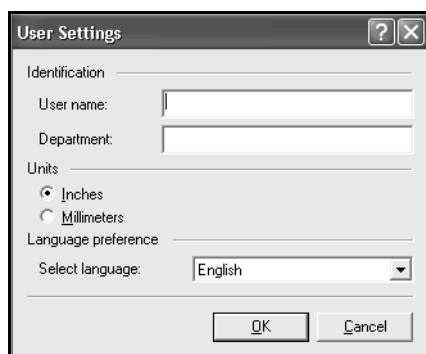 User Settings
Identification
User name:
Department:
Units
Inches
Millimeters
Language preference
Select language: English
OK Cancel